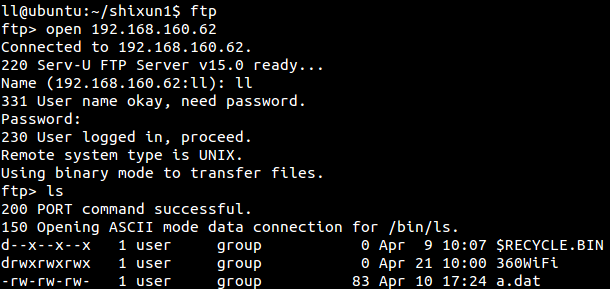 ll@ubuntu:~/shixun1$ ftp
ftp> open 192.168.160.62
Connected to 192.168.160.62.
220 Serv-U FTP Server v15.0 ready...
Name (192.168.160.62:ll): ll
331 User name okay, need password.
Password:
230 User logged in, proceed.
Remote system type is UNIX.
Using binary mode to transfer files.
ftp> ls
200 PORT command successful.
150 Opening ASCII mode data connection for /bin/ls.
d--x--x--x   1 user     group           0 Apr  9 10:07 $RECYCLE.BIN
drwxrwxrwx   1 user     group           0 Apr 21 10:00 360WiFi
-rw-rw-rw-   1 user     group          83 Apr 10 17:24 a.dat